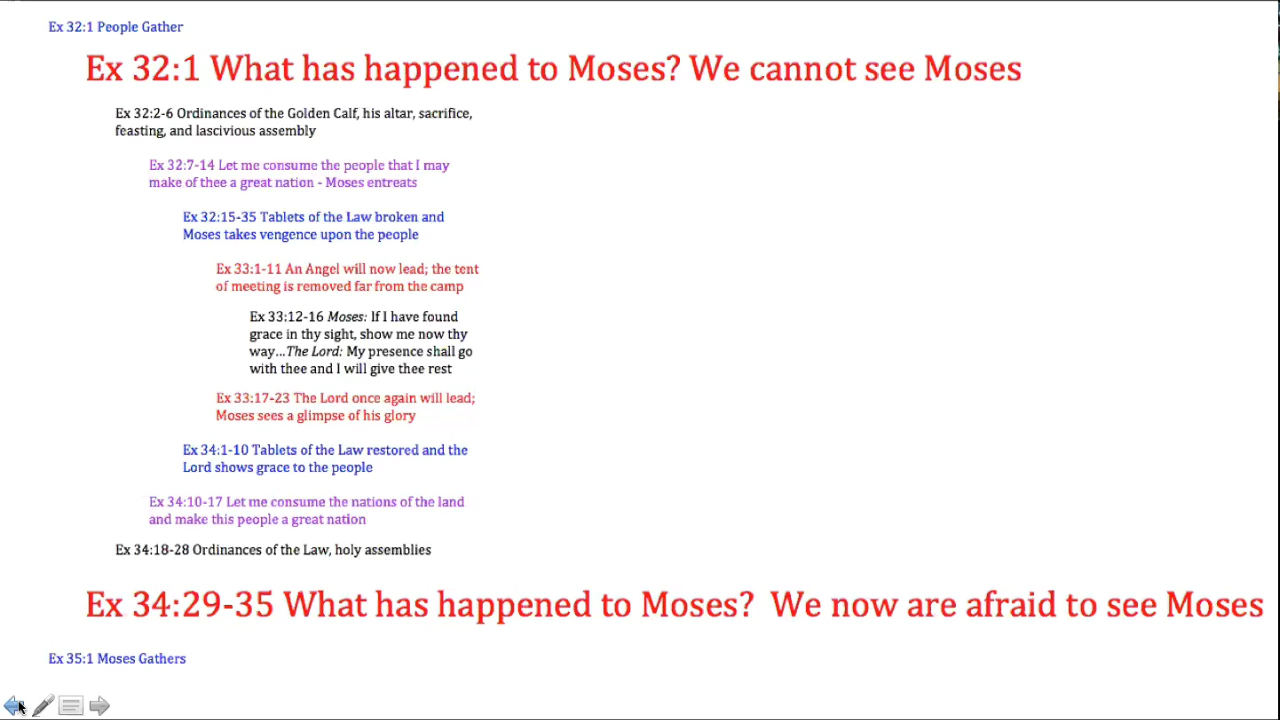 Ex 32:1 People Gather
Ex 32:1 What has happened to Moses? We cannot see Moses
Ex 32:2-6 Ordinances of the Golden Calf, his altar, sacrifice,
feasting, and lascivious assembly
Ex 32:7-14 Let me consume the people that I may
make of thee a great nation - Moses entreats
Ex 32:15-35 Tablets of the Law broken and
Moses takes vengence upon the people
Ex 33:1-11 An Angel will now lead; the tent
of meeting is removed far from the camp
Ex 33:12-16 Moses: If I have found
grace in thy sight, show me now thy
way...The Lord: My presence shall go
with thee and I will give thee rest
Ex 33:17-23 The Lord once again will lead;
Moses sees a glimpse of his glory
Ex 34:1-10 Tablets of the Law restored and the
Lord shows grace to the people
Ex 34:10-17 Let me consume the nations of the land
and make this people a great nation
Ex 34:18-28 Ordinances of the Law, holy assemblies
Ex 34:29-35 What has happened to Moses?  We now are afraid to see Moses
Ex 35:1 Moses Gathers